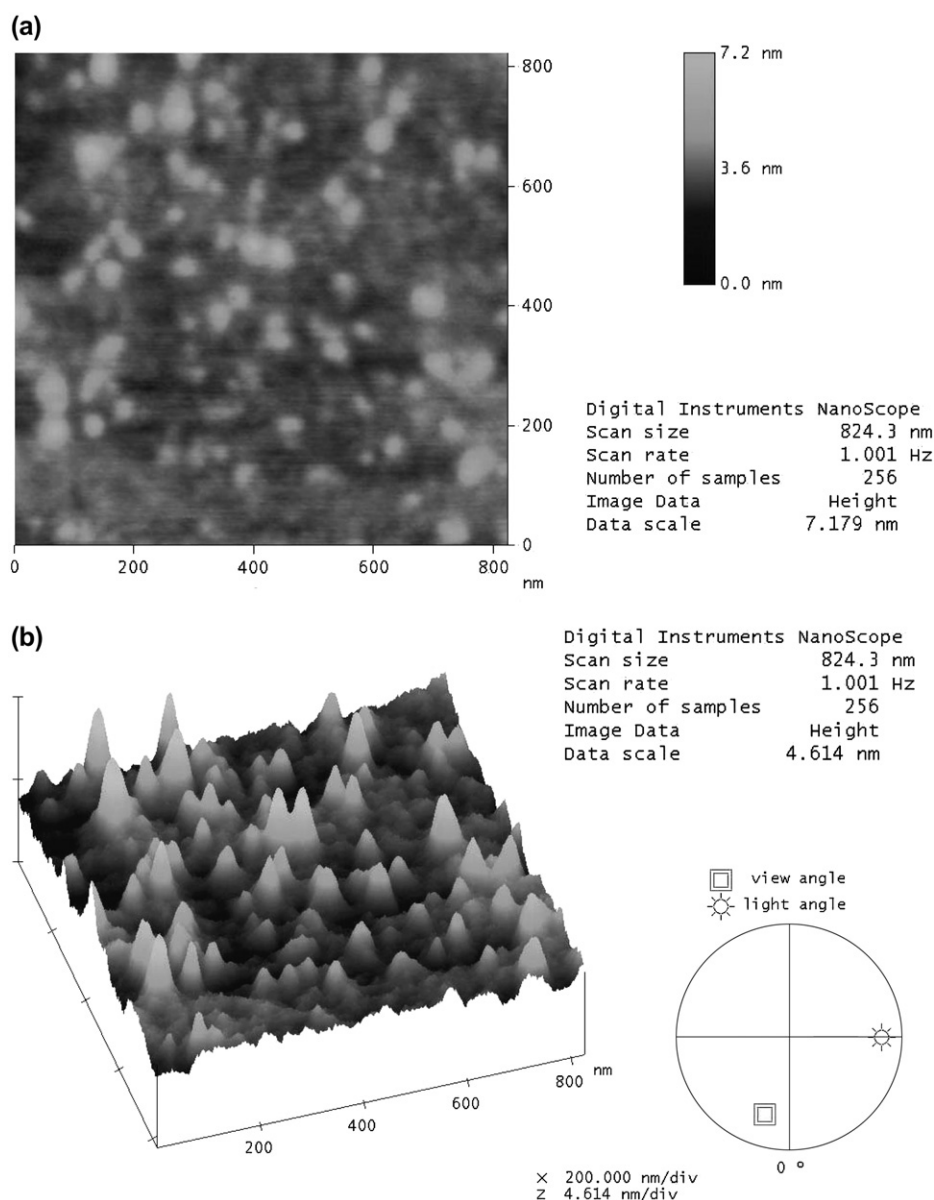 (a)
7.2 nm
3.6 nm
0.0 nm
800
600
400
200
0
0 200 400 600 800
nm
Digital Instruments NanoScope
Scan size 824.3 nm
Scan rate 1.001 Hz
Number of samples 256
Image Data Height
Data scale 7.179 nm
(b)
Digital Instruments NanoScope
Scan size 824.3 nm
Scan rate 1.001 Hz
Number of samples 256
Image Data Height
Data scale 4.614 nm
view angle
light angle
200 400 600 800 nm
0 °
X 200.000 nm/div
Z 4.614 nm/div